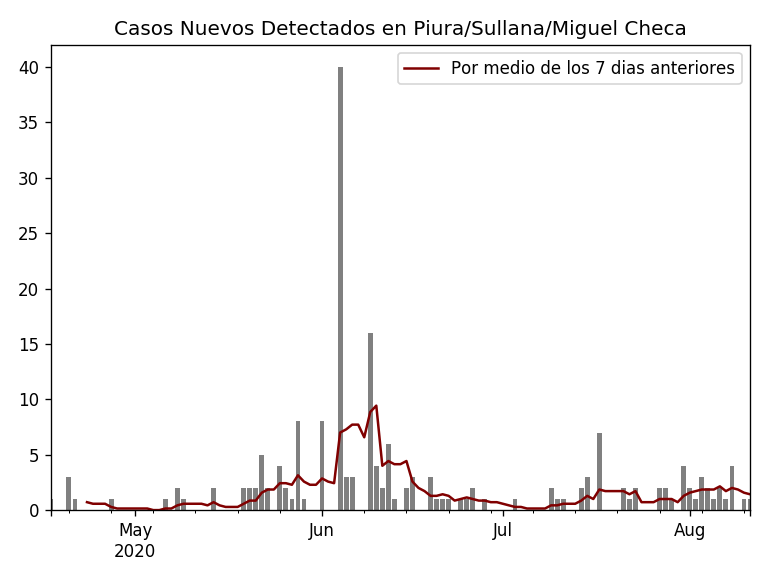 Casos Nuevos Detectados en Piura/Sullana/Miguel Checa
Por medio de los 7 dias anteriores
40
35
30
25
20
15
10
5
0
May
2020
Jun
Jul
Aug